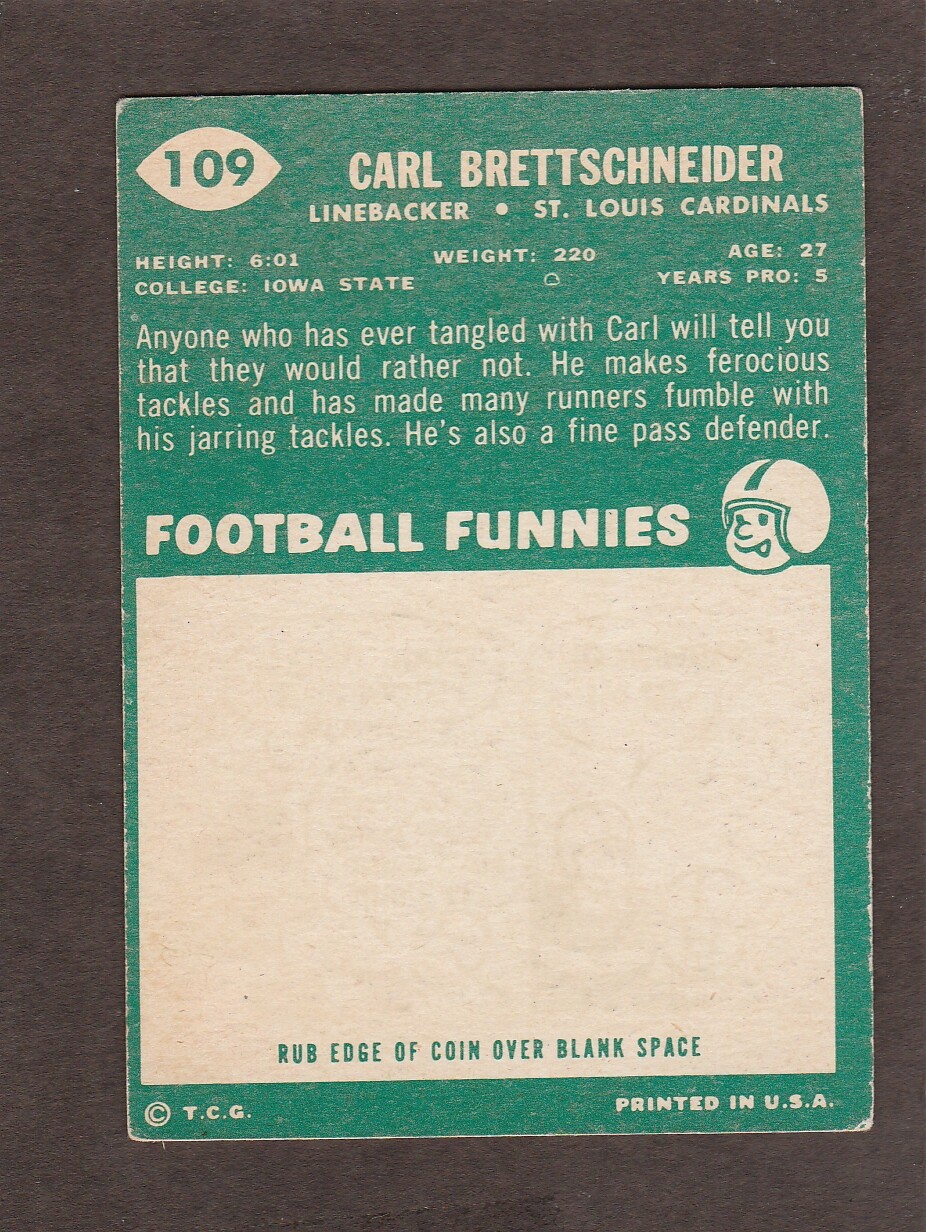 109
CARL BRETTSCHNEIDER
LINEBACKER • ST. LOUIS CARDINALS
HEIGHT: 6:01 WEIGHT: 220 AGE: 27
COLLEGE: IOWA STATE YEARS PRO: 5
Anyone who has ever tangled with Carl will tell you
that they would rather not. He makes ferocious
tackles and has made many runners fumble with
his jarring tackles. He's also a fine pass defender.
FOOTBALL FUNNIES
RUB EDGE OF COIN OVER BLANK SPACE
© T.C.G. PRINTED IN U.S.A.